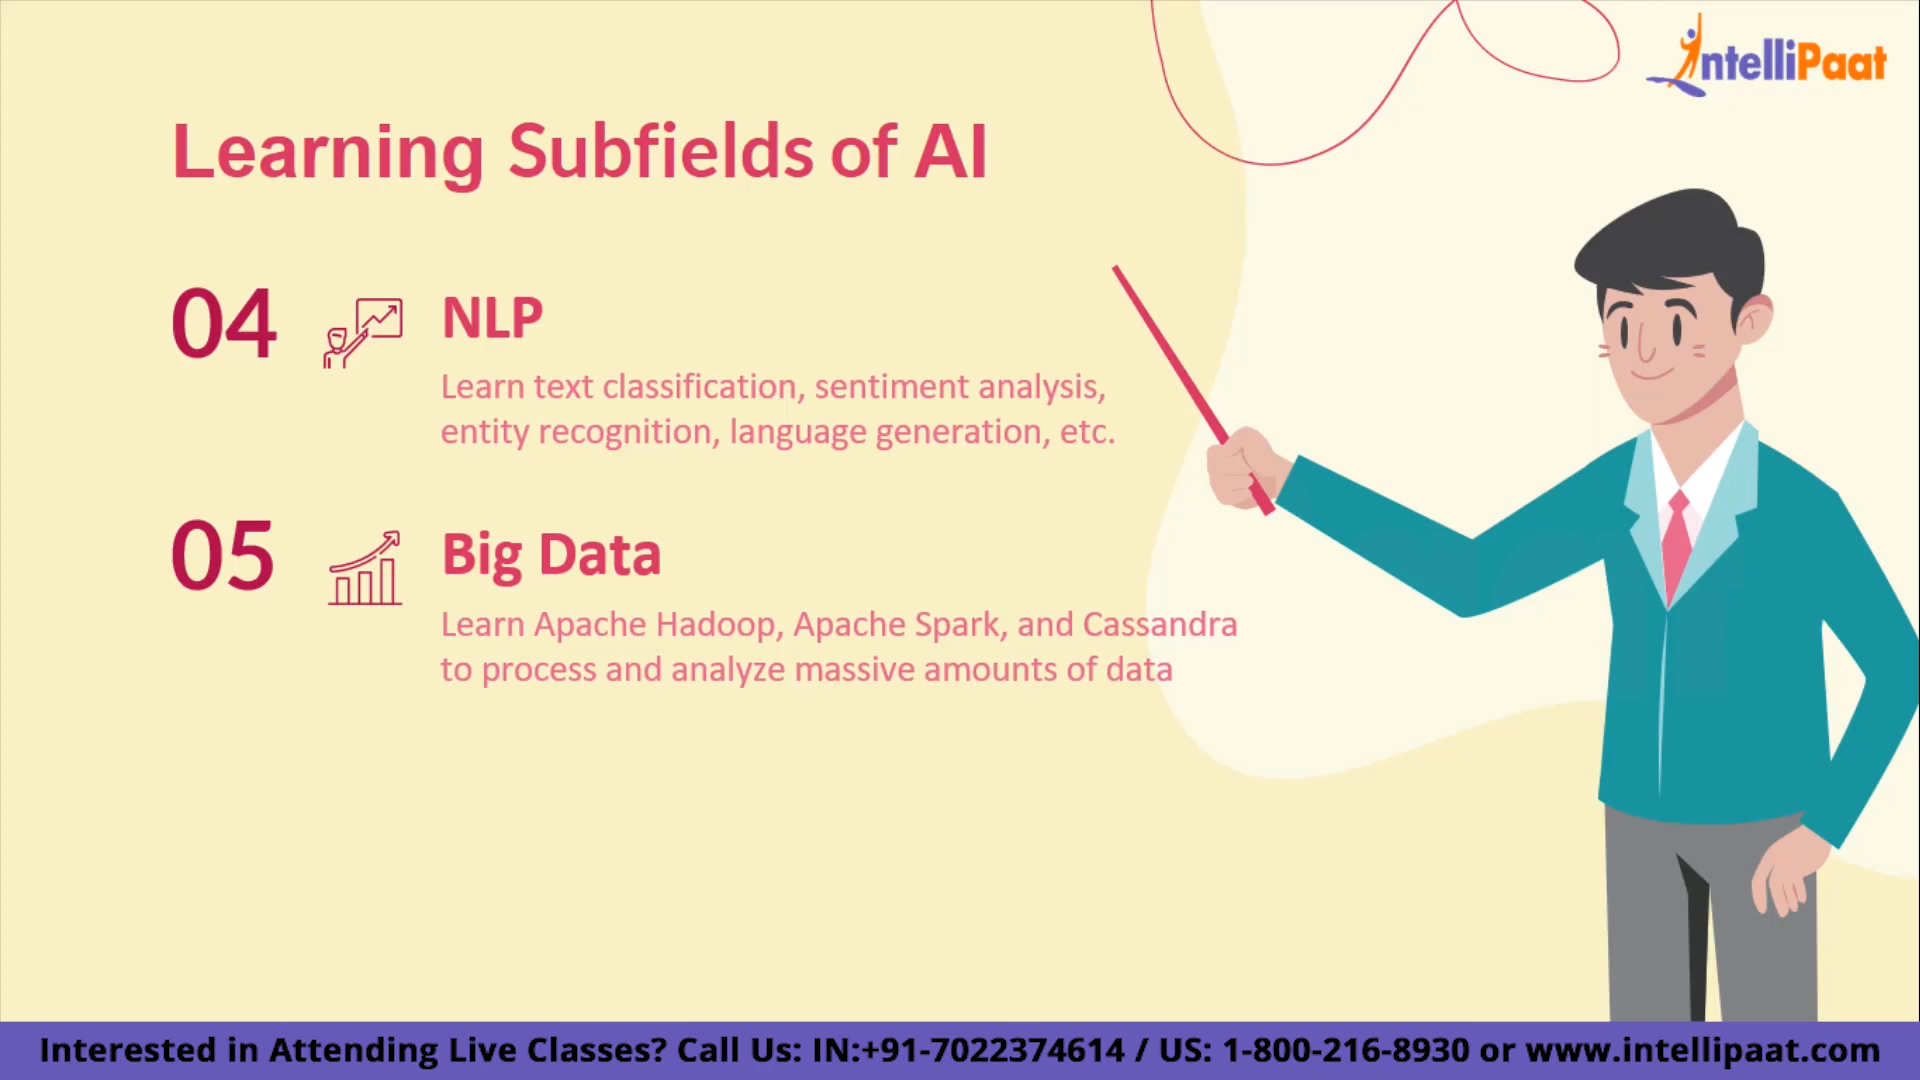 IntelliPaat
Learning Subfields of AI
04
NLP
Learn text classification, sentiment analysis,
entity recognition, language generation, etc.
05
Big Data
Learn Apache Hadoop, Apache Spark, and Cassandra
to process and analyze massive amounts of data
Interested in Attending Live Classes? Call Us: IN:+91-7022374614 / US: 1-800-216-8930 or www.intellipaat.com